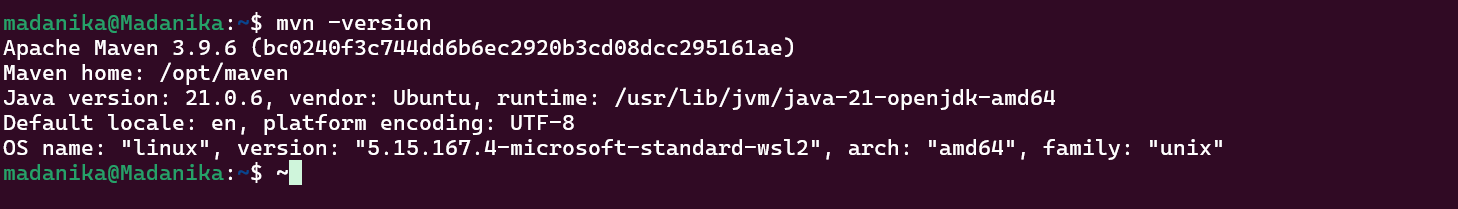 madanika@Madanika:~$ mvn -version
Apache Maven 3.9.6 (bc0240f3c744dd6b6ec2920b3cd08dcc295161ae)
Maven home: /opt/maven
Java version: 21.0.6, vendor: Ubuntu, runtime: /usr/lib/jvm/java-21-openjdk-amd64
Default locale: en, platform encoding: UTF-8
OS name: "linux", version: "5.15.167.4-microsoft-standard-wsl2", arch: "amd64", family: "unix"
madanika@Madanika:~$ ~